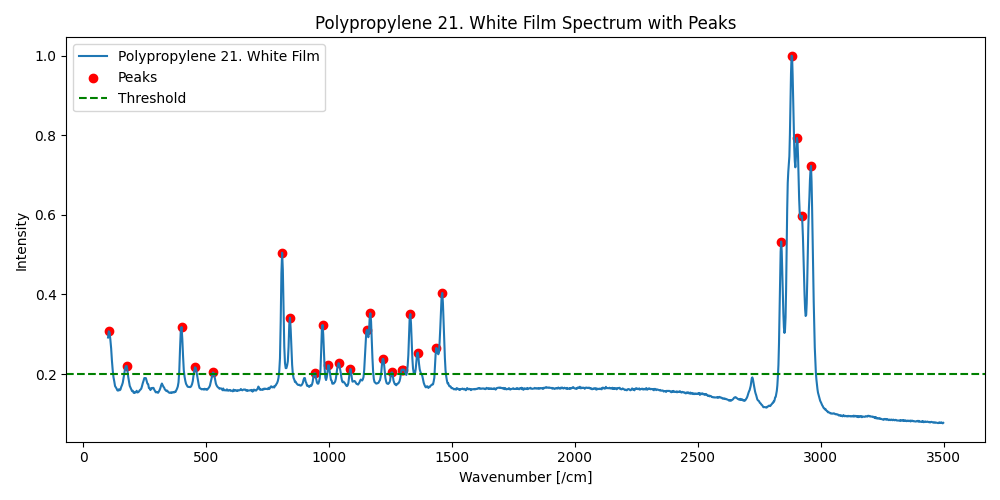 Polypropylene 21. White Film Spectrum with Peaks
Polypropylene 21. White Film
Peaks
Threshold
Intensity
1.0
0.8
0.6
0.4
0.2
0 500 1000 1500 2000 2500 3000 3500
Wavenumber [/cm]